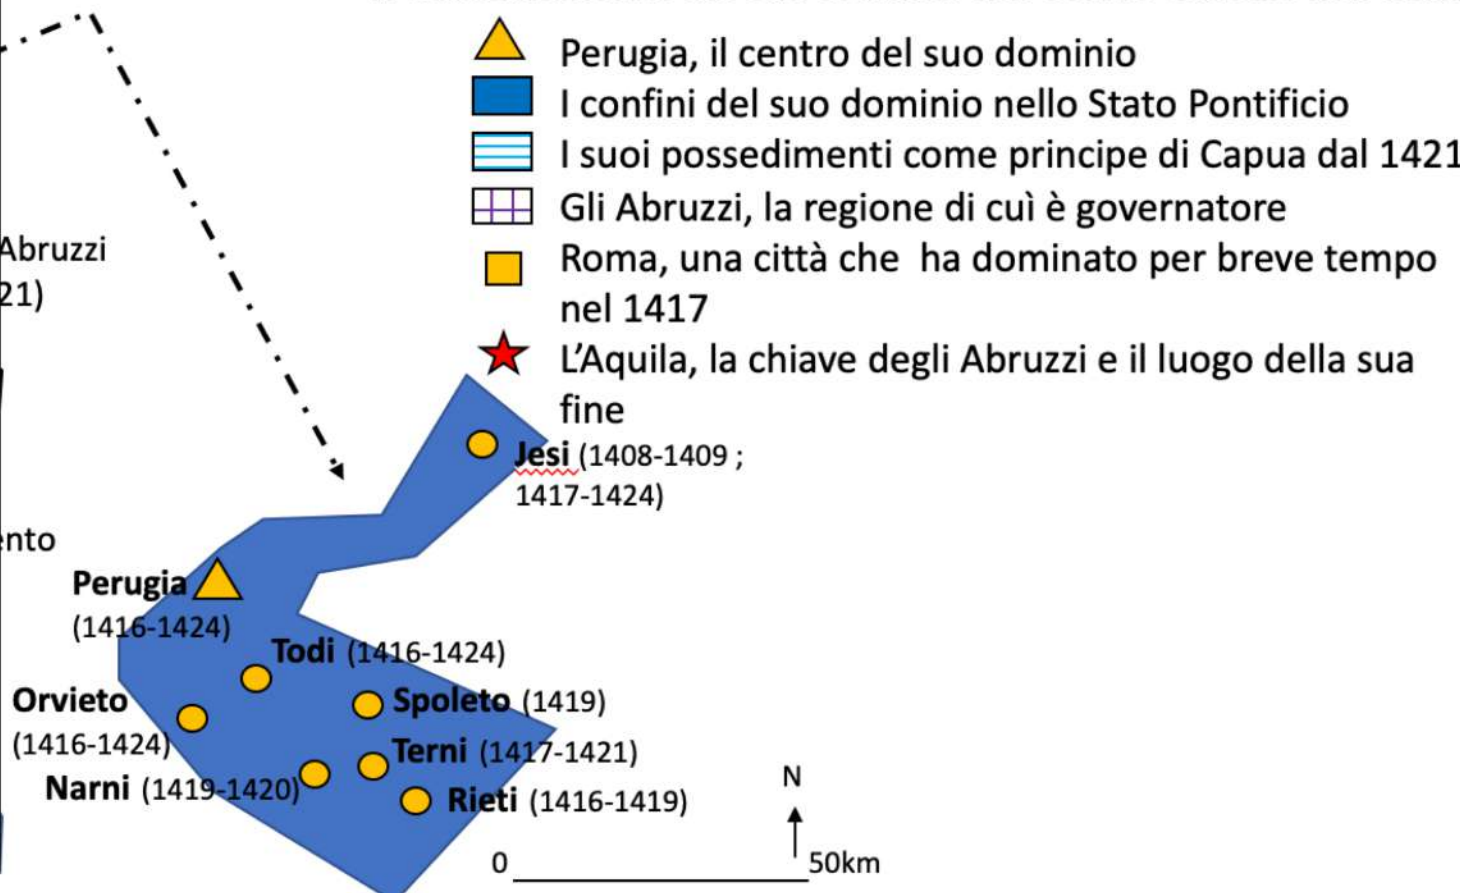 Perugia, il centro del suo dominio
I confini del suo dominio nello Stato Pontificio
I suoi possedimenti come principe di Capua dal 1421
Gli Abruzzi, la regione di cuì è governatore
Roma, una città che ha dominato per breve tempo
nel 1417
L'Aquila, la chiave degli Abruzzi e il luogo della sua
fine
Abruzzi
21)
Jesi (1408-1409 ;
1417-1424)
ento
Perugia
(1416-1424)
Todi (1416-1424)
Orvieto
(1416-1424)
Spoleto (1419)
Terni (1417-1421)
Narni (1419-1420)
Rieti (1416-1419)
N
0
50km